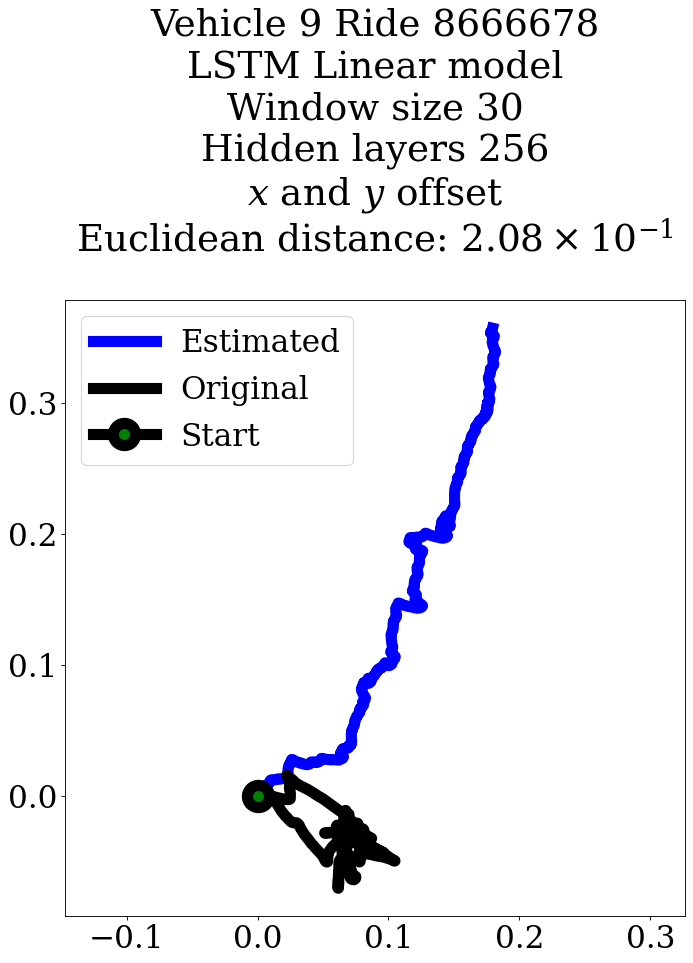 Vehicle 9 Ride 8666678
LSTM Linear model
Window size 30
Hidden layers 256
x and y offset
Euclidean distance: 2.08 × 10⁻¹
Estimated
Original
Start
0.3
0.2
0.1
0.0
−0.1 0.0 0.1 0.2 0.3